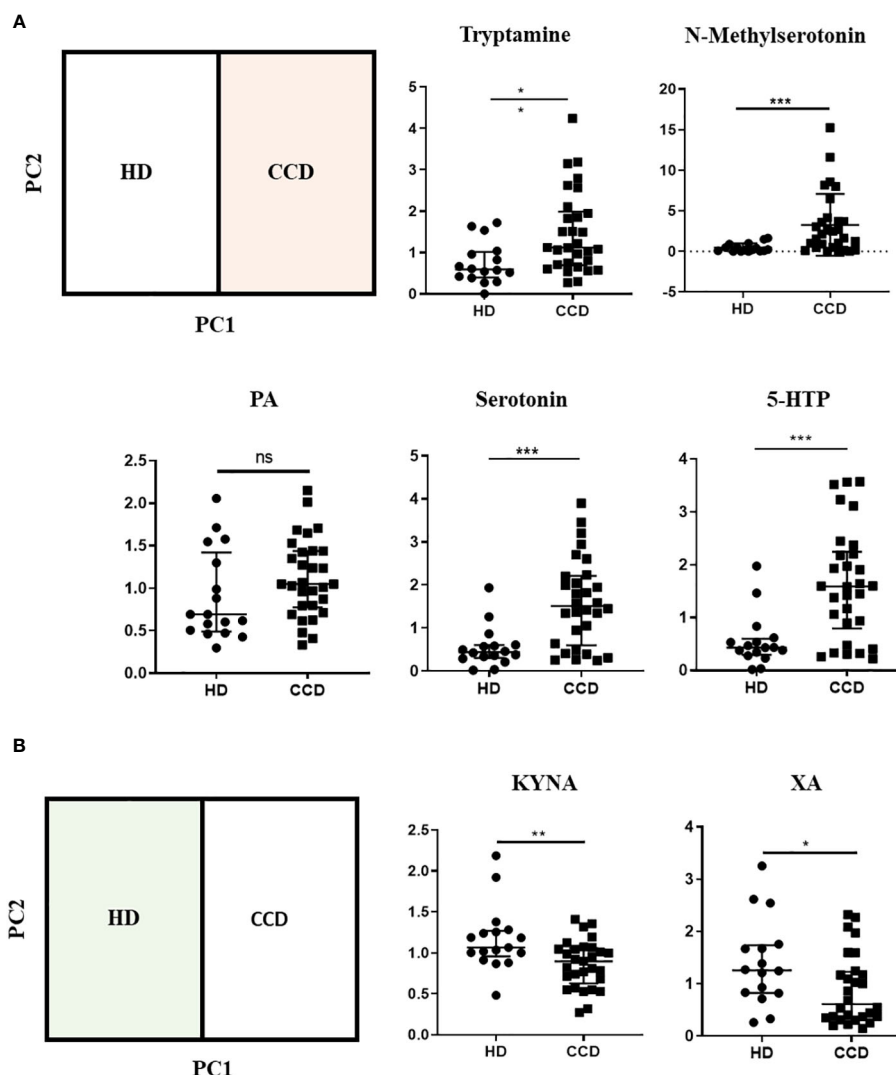 A
PC2
HD
CCD
PC1
Tryptamine
5
4
3
2
1
0
*
*
HD
CCD
N-Methylserotonin
20
15
10
5
0
-5
***
HD
CCD
PA
2.5
2.0
1.5
1.0
0.5
0.0
ns
HD
CCD
Serotonin
5
4
3
2
1
0
***
HD
CCD
5-HTP
4
3
2
1
0
***
HD
CCD
B
PC2
HD
CCD
PC1
KYNA
2.5
2.0
1.5
1.0
0.5
0.0
**
HD
CCD
XA
4
3
2
1
0
*
HD
CCD